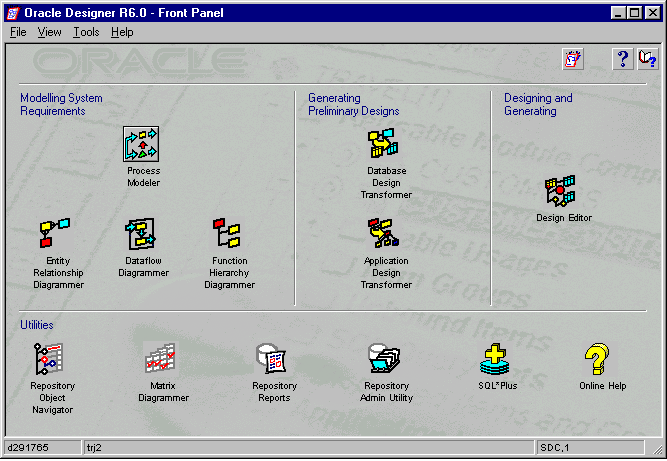 Oracle Designer R6.0 - Front Panel
File View Tools Help
ORACLE
Modelling System
Requirements
Generating
Preliminary Designs
Designing and
Generating
Process
Modeler
Database
Design
Transformer
Design Editor
Entity
Relationship
Diagrammer
Dataflow
Diagrammer
Function
Hierarchy
Diagrammer
Application
Design
Transformer
Utilities
Repository
Object
Navigator
Matrix
Diagrammer
Repository
Reports
Repository
Admin Utility
SQL*Plus
Online Help
d291765 trj2 SDC,1